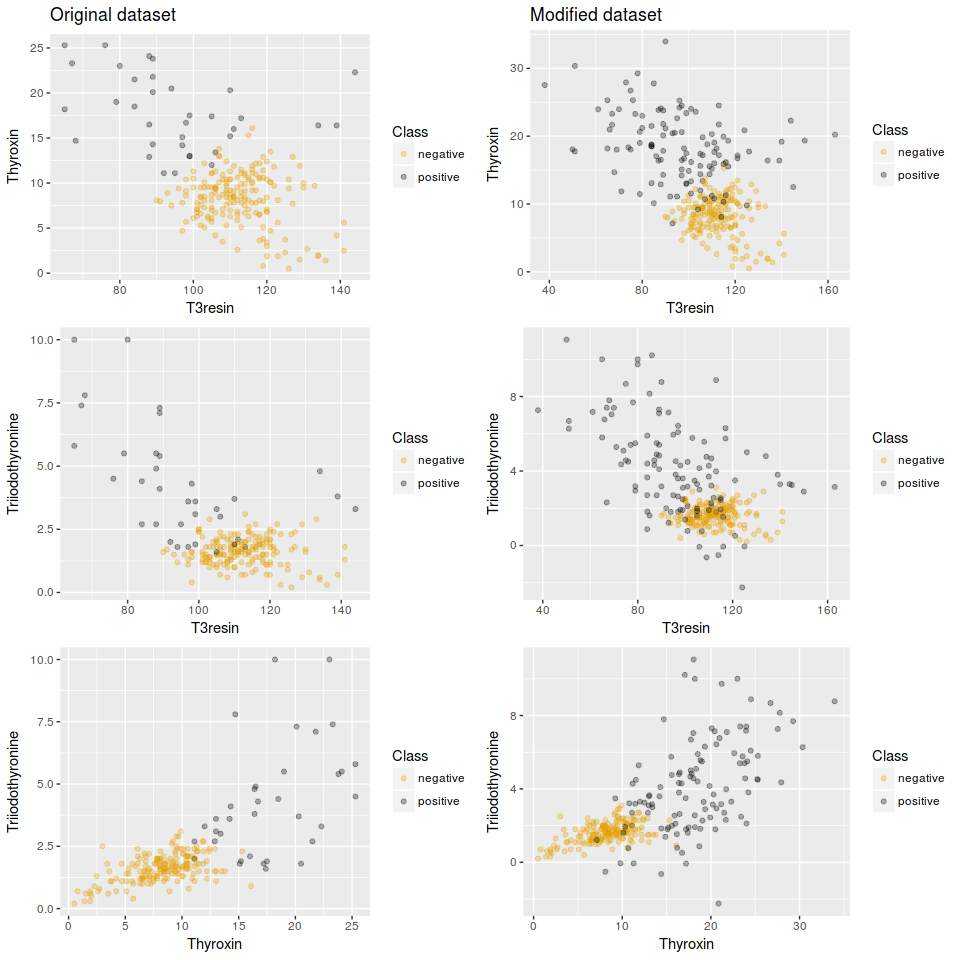 Original dataset
Thyroxin
25
20
15
10
5
0
80
100
120
140
T3resin
Class
negative
positive
Modified dataset
Thyroxin
30
20
10
0
40
80
120
160
T3resin
Class
negative
positive
Triiodothyronine
10.0
7.5
5.0
2.5
0.0
80
100
120
140
T3resin
Class
negative
positive
Triiodothyronine
8
4
0
40
80
120
160
T3resin
Class
negative
positive
Triiodothyronine
10.0
7.5
5.0
2.5
0.0
0
5
10
15
20
25
Thyroxin
Class
negative
positive
Triiodothyronine
8
4
0
0
10
20
30
Thyroxin
Class
negative
positive